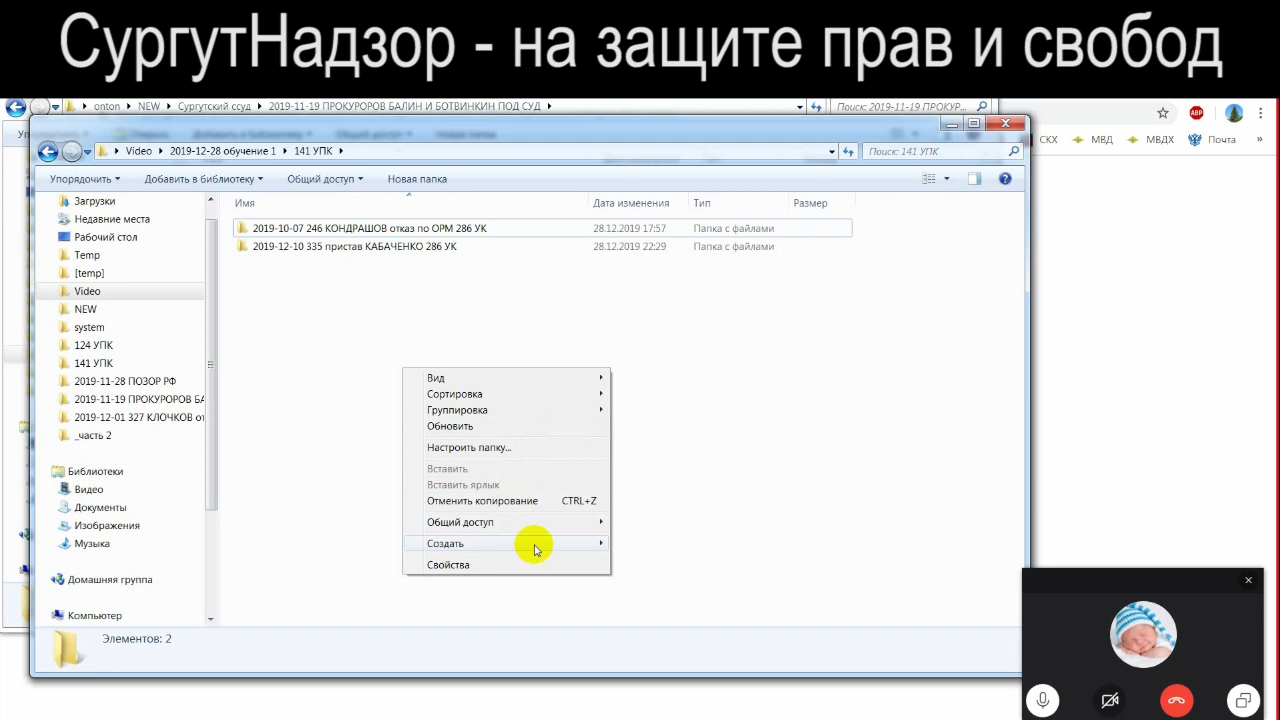 СургутНадзор - на защите прав и свобод
onton NEW Сургутский ссуд 2019-11-19 ПРОКУРОРОВ БАЛИН И БОТВИНКИН ПОД СУД Поиск: 2019-11-19 ПРОКУР...
ABP
СКХ МВД МВДХ Почта »
Video 2019-12-28 обучение 1 141 УПК Поиск: 141 УПК
Упорядочить Добавить в библиотеку Общий доступ Новая папка
Имя Дата изменения Тип Размер
2019-10-07 246 КОНДРАШОВ отказ по ОРМ 286 УК 28.12.2019 17:57 Папка с файлами
2019-12-10 335 пристав КАБАЧЕНКО 286 УК 28.12.2019 22:29 Папка с файлами
Загрузки
Недавние места
Рабочий стол
Temp
[temp]
Video
NEW
system
124 УПК
141 УПК
2019-11-28 ПОЗОР РФ
2019-11-19 ПРОКУРОРОВ БА
2019-12-01 327 КЛОЧКОВ от
_часть 2
Библиотеки
Видео
Документы
Изображения
Музыка
Домашняя группа
Компьютер
Вид
Сортировка
Группировка
Обновить
Настроить папку...
Вставить
Вставить ярлык
Отменить копирование CTRL+Z
Общий доступ
Создать
Свойства
Элементов: 2